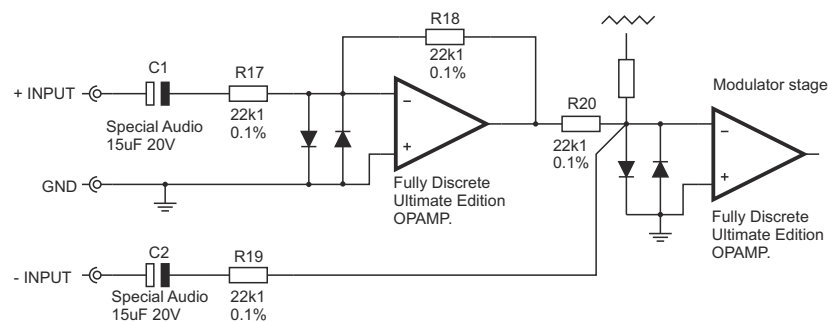 R18
22k1
0.1%
C1
R17
+ INPUT
Special Audio
15uF 20V
22k1
0.1%
−
+
R20
22k1
0.1%
Modulator stage
−
+
GND
Fully Discrete
Ultimate Edition
OPAMP.
Fully Discrete
Ultimate Edition
OPAMP.
C2
R19
- INPUT
Special Audio
15uF 20V
22k1
0.1%